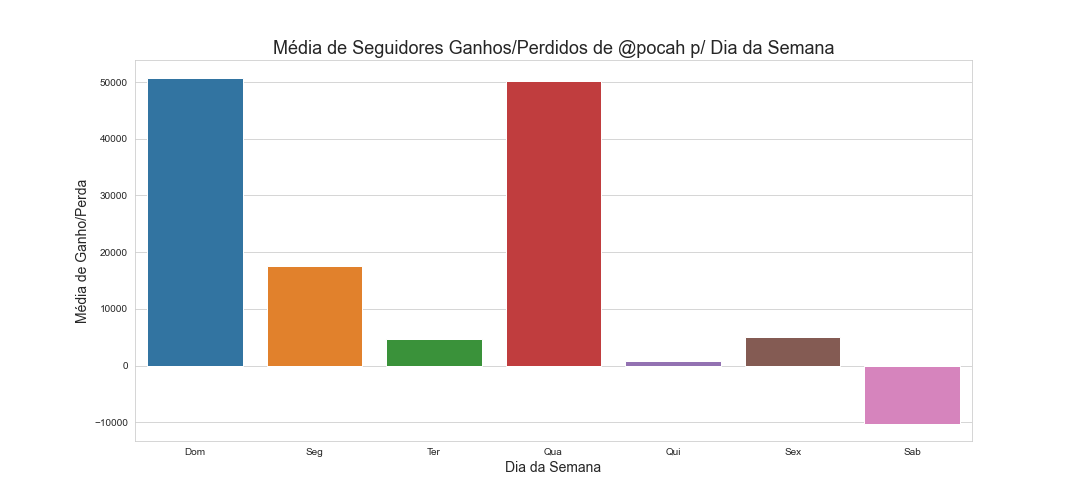 Média de Seguidores Ganhos/Perdidos de @pocah p/ Dia da Semana
50000
40000
30000
20000
10000
0
−10000
Média de Ganho/Perda
Dom Seg Ter Qua Qui Sex Sab
Dia da Semana